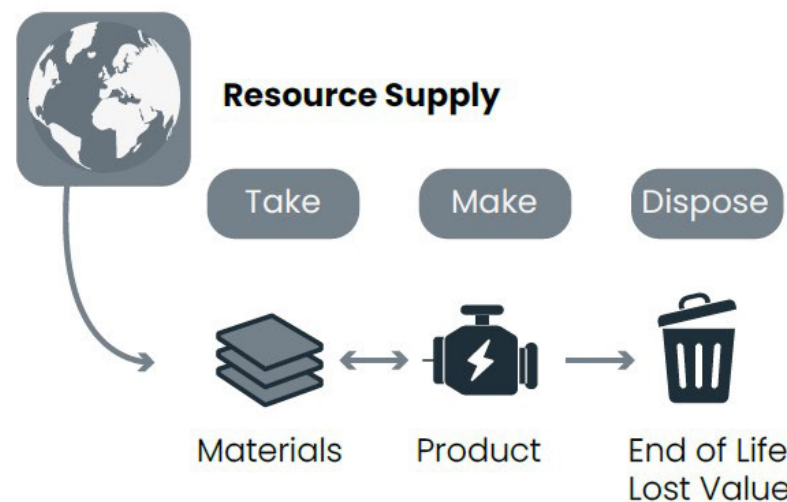 Resource Supply
Take
Make
Dispose
Materials
Product
End of Life
Lost Value